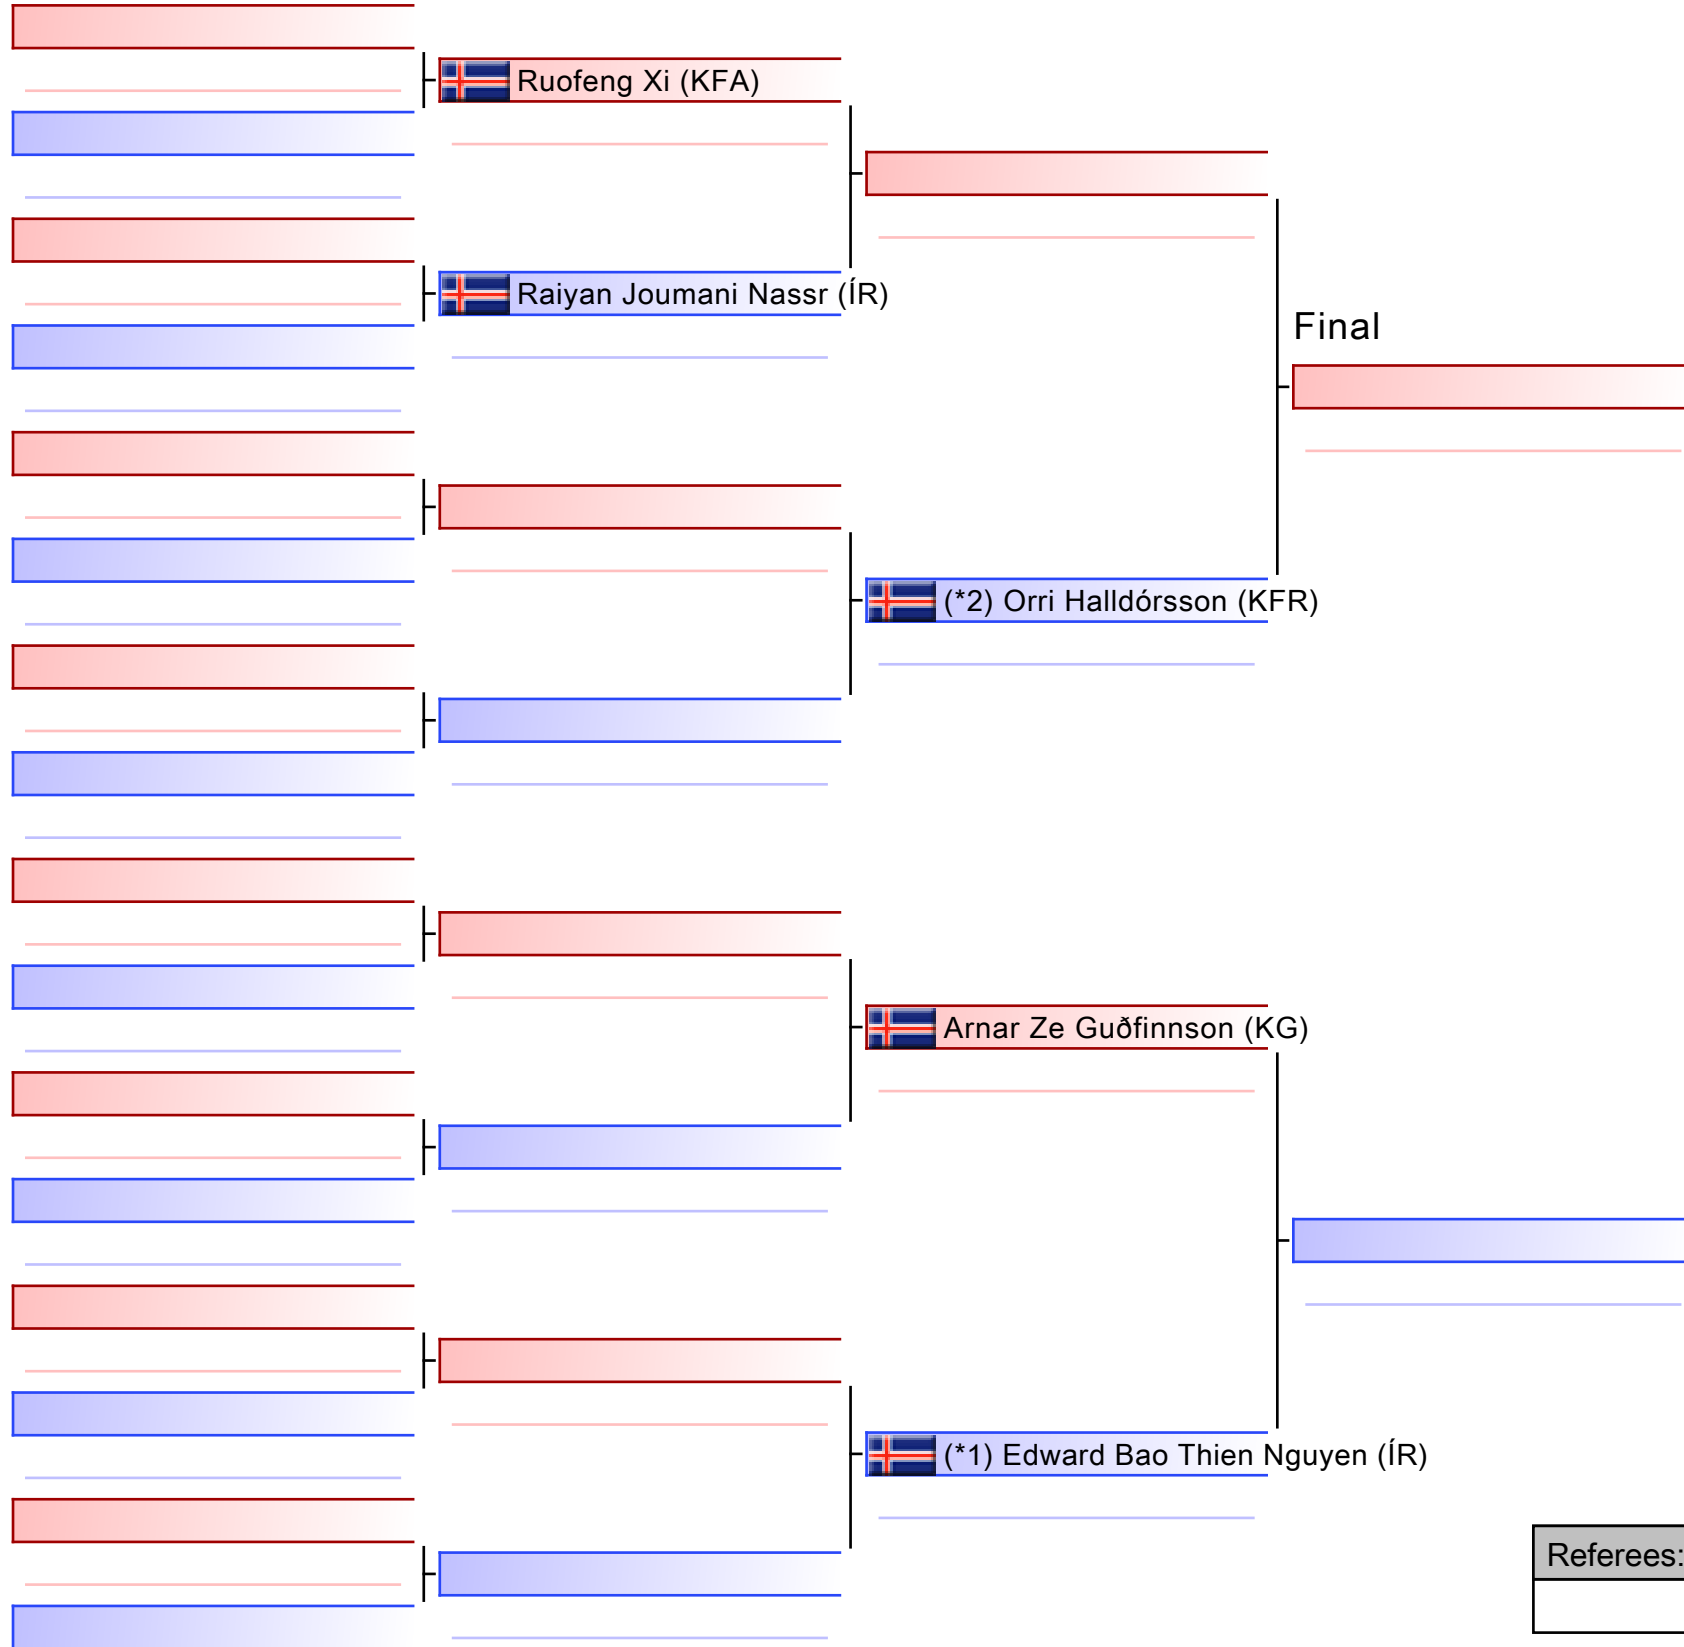 Ruofeng Xi (KFA)
Raiyan Joumani Nassr (ÍR)
Final
(*2) Orri Halldórsson (KFR)
Arnar Ze Guðfinnson (KG)
(*1) Edward Bao Thien Nguyen (ÍR)
Referees: